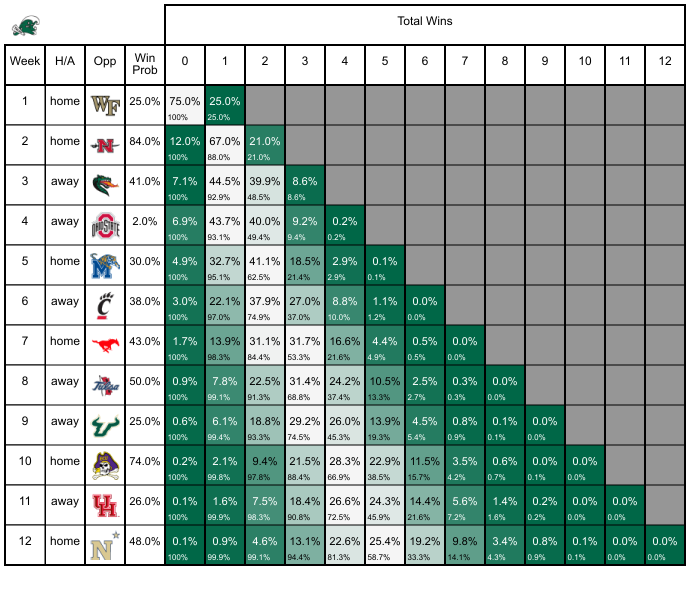 Total Wins
Week H/A Opp Win Prob 0 1 2 3 4 5 6 7 8 9 10 11 12
1 home WF 25.0% 75.0% 25.0%
100% 25.0%
2 home N 84.0% 12.0% 67.0% 21.0%
100% 88.0% 21.0%
3 away 41.0% 7.1% 44.5% 39.9% 8.6%
100% 92.9% 48.5% 8.6%
4 away OHIO STATE 2.0% 6.9% 43.7% 40.0% 9.2% 0.2%
100% 93.1% 49.4% 9.4% 0.2%
5 home M 30.0% 4.9% 32.7% 41.1% 18.5% 2.9% 0.1%
100% 95.1% 62.5% 21.4% 2.9% 0.1%
6 away C 38.0% 3.0% 22.1% 37.9% 27.0% 8.8% 1.1% 0.0%
100% 97.0% 74.9% 37.0% 10.0% 1.2% 0.0%
7 home 43.0% 1.7% 13.9% 31.1% 31.7% 16.6% 4.4% 0.5% 0.0%
100% 98.3% 84.4% 53.3% 21.6% 4.9% 0.5% 0.0%
8 away Tulsa 50.0% 0.9% 7.8% 22.5% 31.4% 24.2% 10.5% 2.5% 0.3% 0.0%
100% 99.1% 91.3% 68.8% 37.4% 13.3% 2.7% 0.3% 0.0%
9 away 25.0% 0.6% 6.1% 18.8% 29.2% 26.0% 13.9% 4.5% 0.8% 0.1% 0.0%
100% 99.4% 93.3% 74.5% 45.3% 19.3% 5.4% 0.9% 0.1% 0.0%
10 home 74.0% 0.2% 2.1% 9.4% 21.5% 28.3% 22.9% 11.5% 3.5% 0.6% 0.0% 0.0%
100% 99.8% 97.8% 88.4% 66.9% 38.5% 15.7% 4.2% 0.7% 0.1% 0.0%
11 away UH 26.0% 0.1% 1.6% 7.5% 18.4% 26.6% 24.3% 14.4% 5.6% 1.4% 0.2% 0.0% 0.0%
100% 99.9% 98.3% 90.8% 72.5% 45.9% 21.6% 7.2% 1.6% 0.2% 0.0% 0.0%
12 home N 48.0% 0.1% 0.9% 4.6% 13.1% 22.6% 25.4% 19.2% 9.8% 3.4% 0.8% 0.1% 0.0% 0.0%
100% 99.9% 99.1% 94.4% 81.3% 58.7% 33.3% 14.1% 4.3% 0.9% 0.1% 0.0% 0.0%